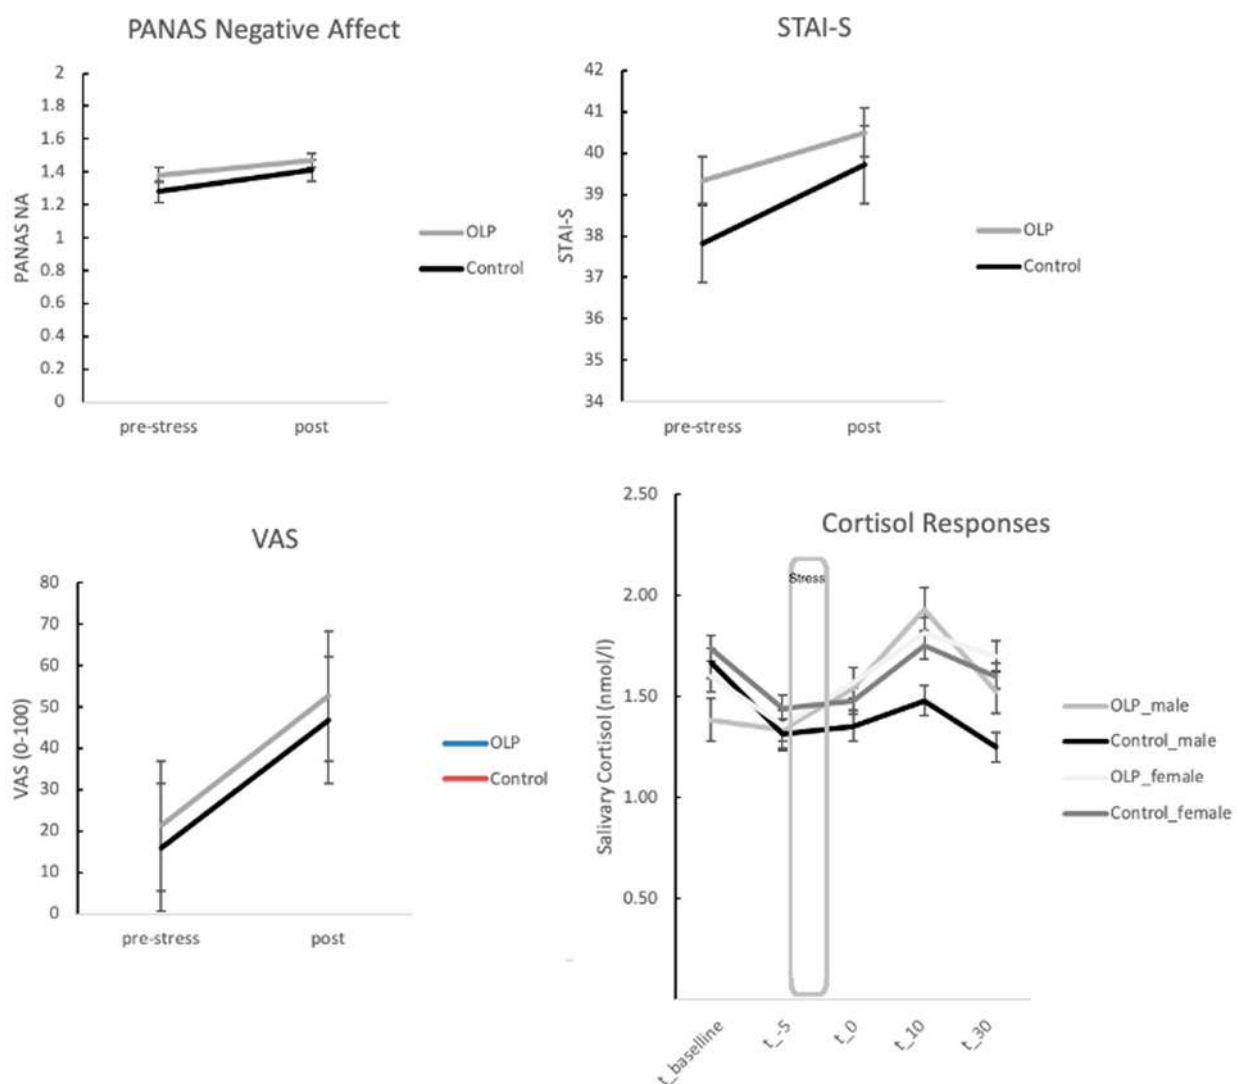 PANAS Negative Affect
PANAS NA
2
1.8
1.6
1.4
1.2
1
0.8
0.6
0.4
0.2
0
pre-stress post
OLP
Control
STAI-S
STAI-S
42
41
40
39
38
37
36
35
34
pre-stress post
OLP
Control
VAS
VAS (0-100)
80
70
60
50
40
30
20
10
0
pre-stress post
OLP
Control
Cortisol Responses
Salivary Cortisol (nmol/l)
2.50
2.00
1.50
1.00
0.50
Stress
t_baselline t_-5 t_0 t_10 t_30
OLP_male
Control_male
OLP_female
Control_female